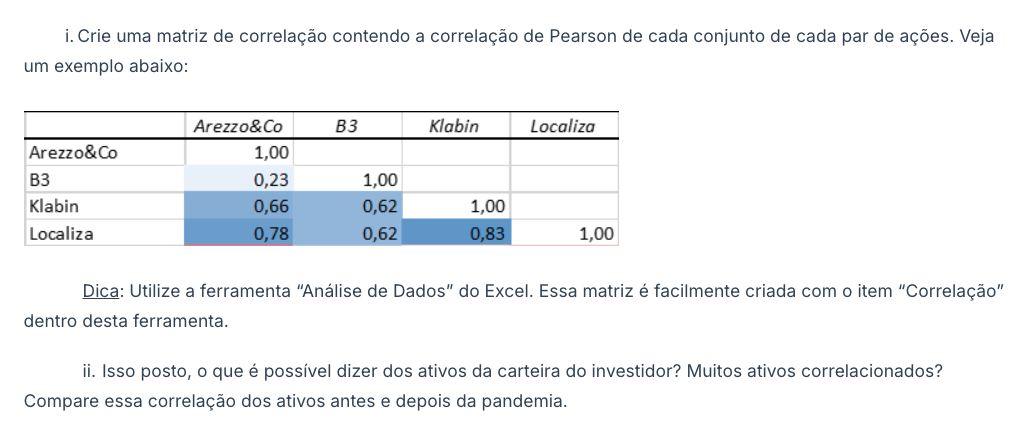 i. Crie uma matriz de correlação contendo a correlação de Pearson de cada conjunto de cada par de ações. Veja
um exemplo abaixo:
Arezzo&Co B3 Klabin Localiza
Arezzo&Co 1,00
B3 0,23 1,00
Klabin 0,66 0,62 1,00
Localiza 0,78 0,62 0,83 1,00
Dica: Utilize a ferramenta “Análise de Dados” do Excel. Essa matriz é facilmente criada com o item “Correlação”
dentro desta ferramenta.
ii. Isso posto, o que é possível dizer dos ativos da carteira do investidor? Muitos ativos correlacionados?
Compare essa correlação dos ativos antes e depois da pandemia.